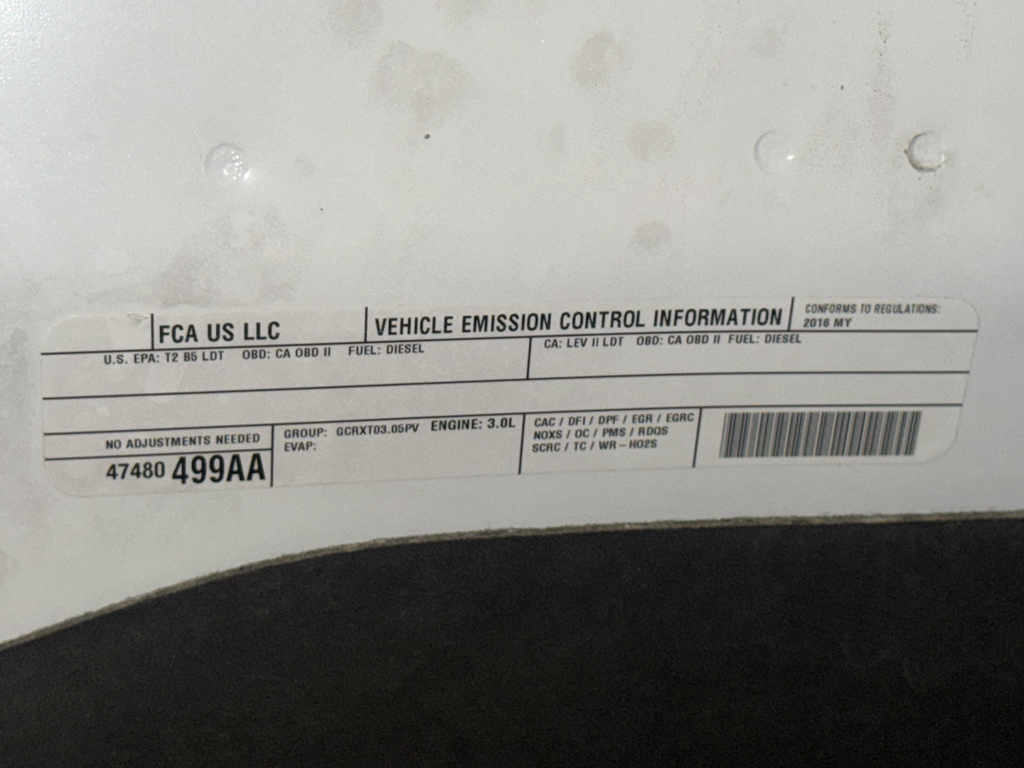 FCA US LLC
VEHICLE EMISSION CONTROL INFORMATION
CONFORMS TO REGULATIONS:
2016 MY
U.S. EPA: T2 B5 LDT OBD: CA OBD II FUEL: DIESEL
CA: LEV II LDT OBD: CA OBD II FUEL: DIESEL
NO ADJUSTMENTS NEEDED
47480 499AA
GROUP: GCRXT03.05PV ENGINE: 3.0L
EVAP:
CAC / DFI / DPF / EGR / EGRC
NOXS / OC / PMS / RDOS
SCRC / TC / WR-HO2S